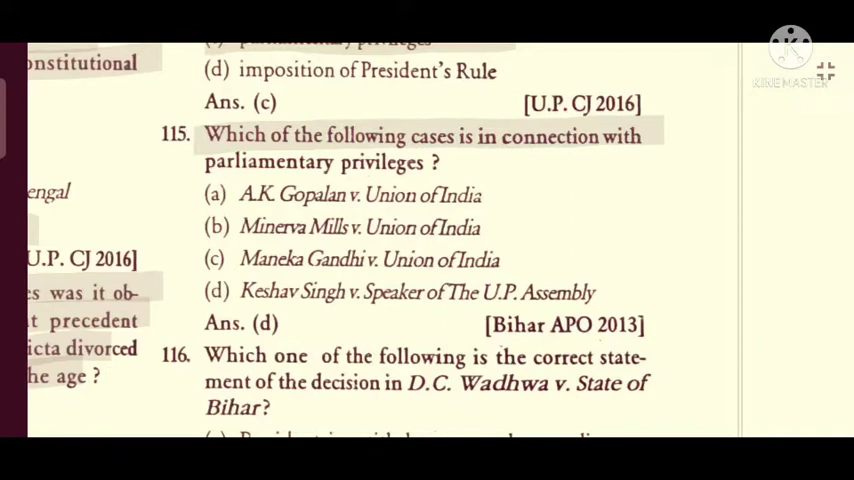 onstitutional
engal
U.P. CJ 2016]
es was it ob-
t precedent
icta divorced
he age ?
parliamentary privileges
(d) imposition of President's Rule
Ans. (c) [U.P. CJ 2016]
115. Which of the following cases is in connection with
parliamentary privileges ?
(a) A.K. Gopalan v. Union of India
(b) Minerva Mills v. Union of India
(c) Maneka Gandhi v. Union of India
(d) Keshav Singh v. Speaker of The U.P. Assembly
Ans. (d) [Bihar APO 2013]
116. Which one of the following is the correct state-
ment of the decision in D.C. Wadhwa v. State of
Bihar?
K
KINEMASTER